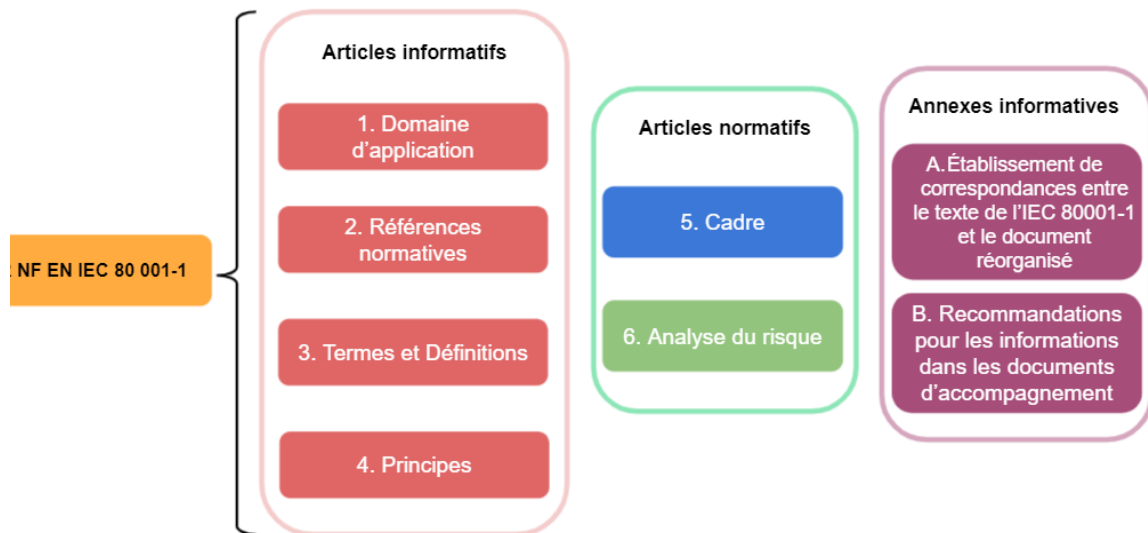 NF EN IEC 80 001-1
Articles informatifs
1. Domaine
d'application
2. Références
normatives
3. Termes et Définitions
4. Principes
Articles normatifs
5. Cadre
6. Analyse du risque
Annexes informatives
A.Établissement de
correspondances entre
le texte de l'IEC 80001-1
et le document
réorganisé
B. Recommandations
pour les informations
dans les documents
d'accompagnement